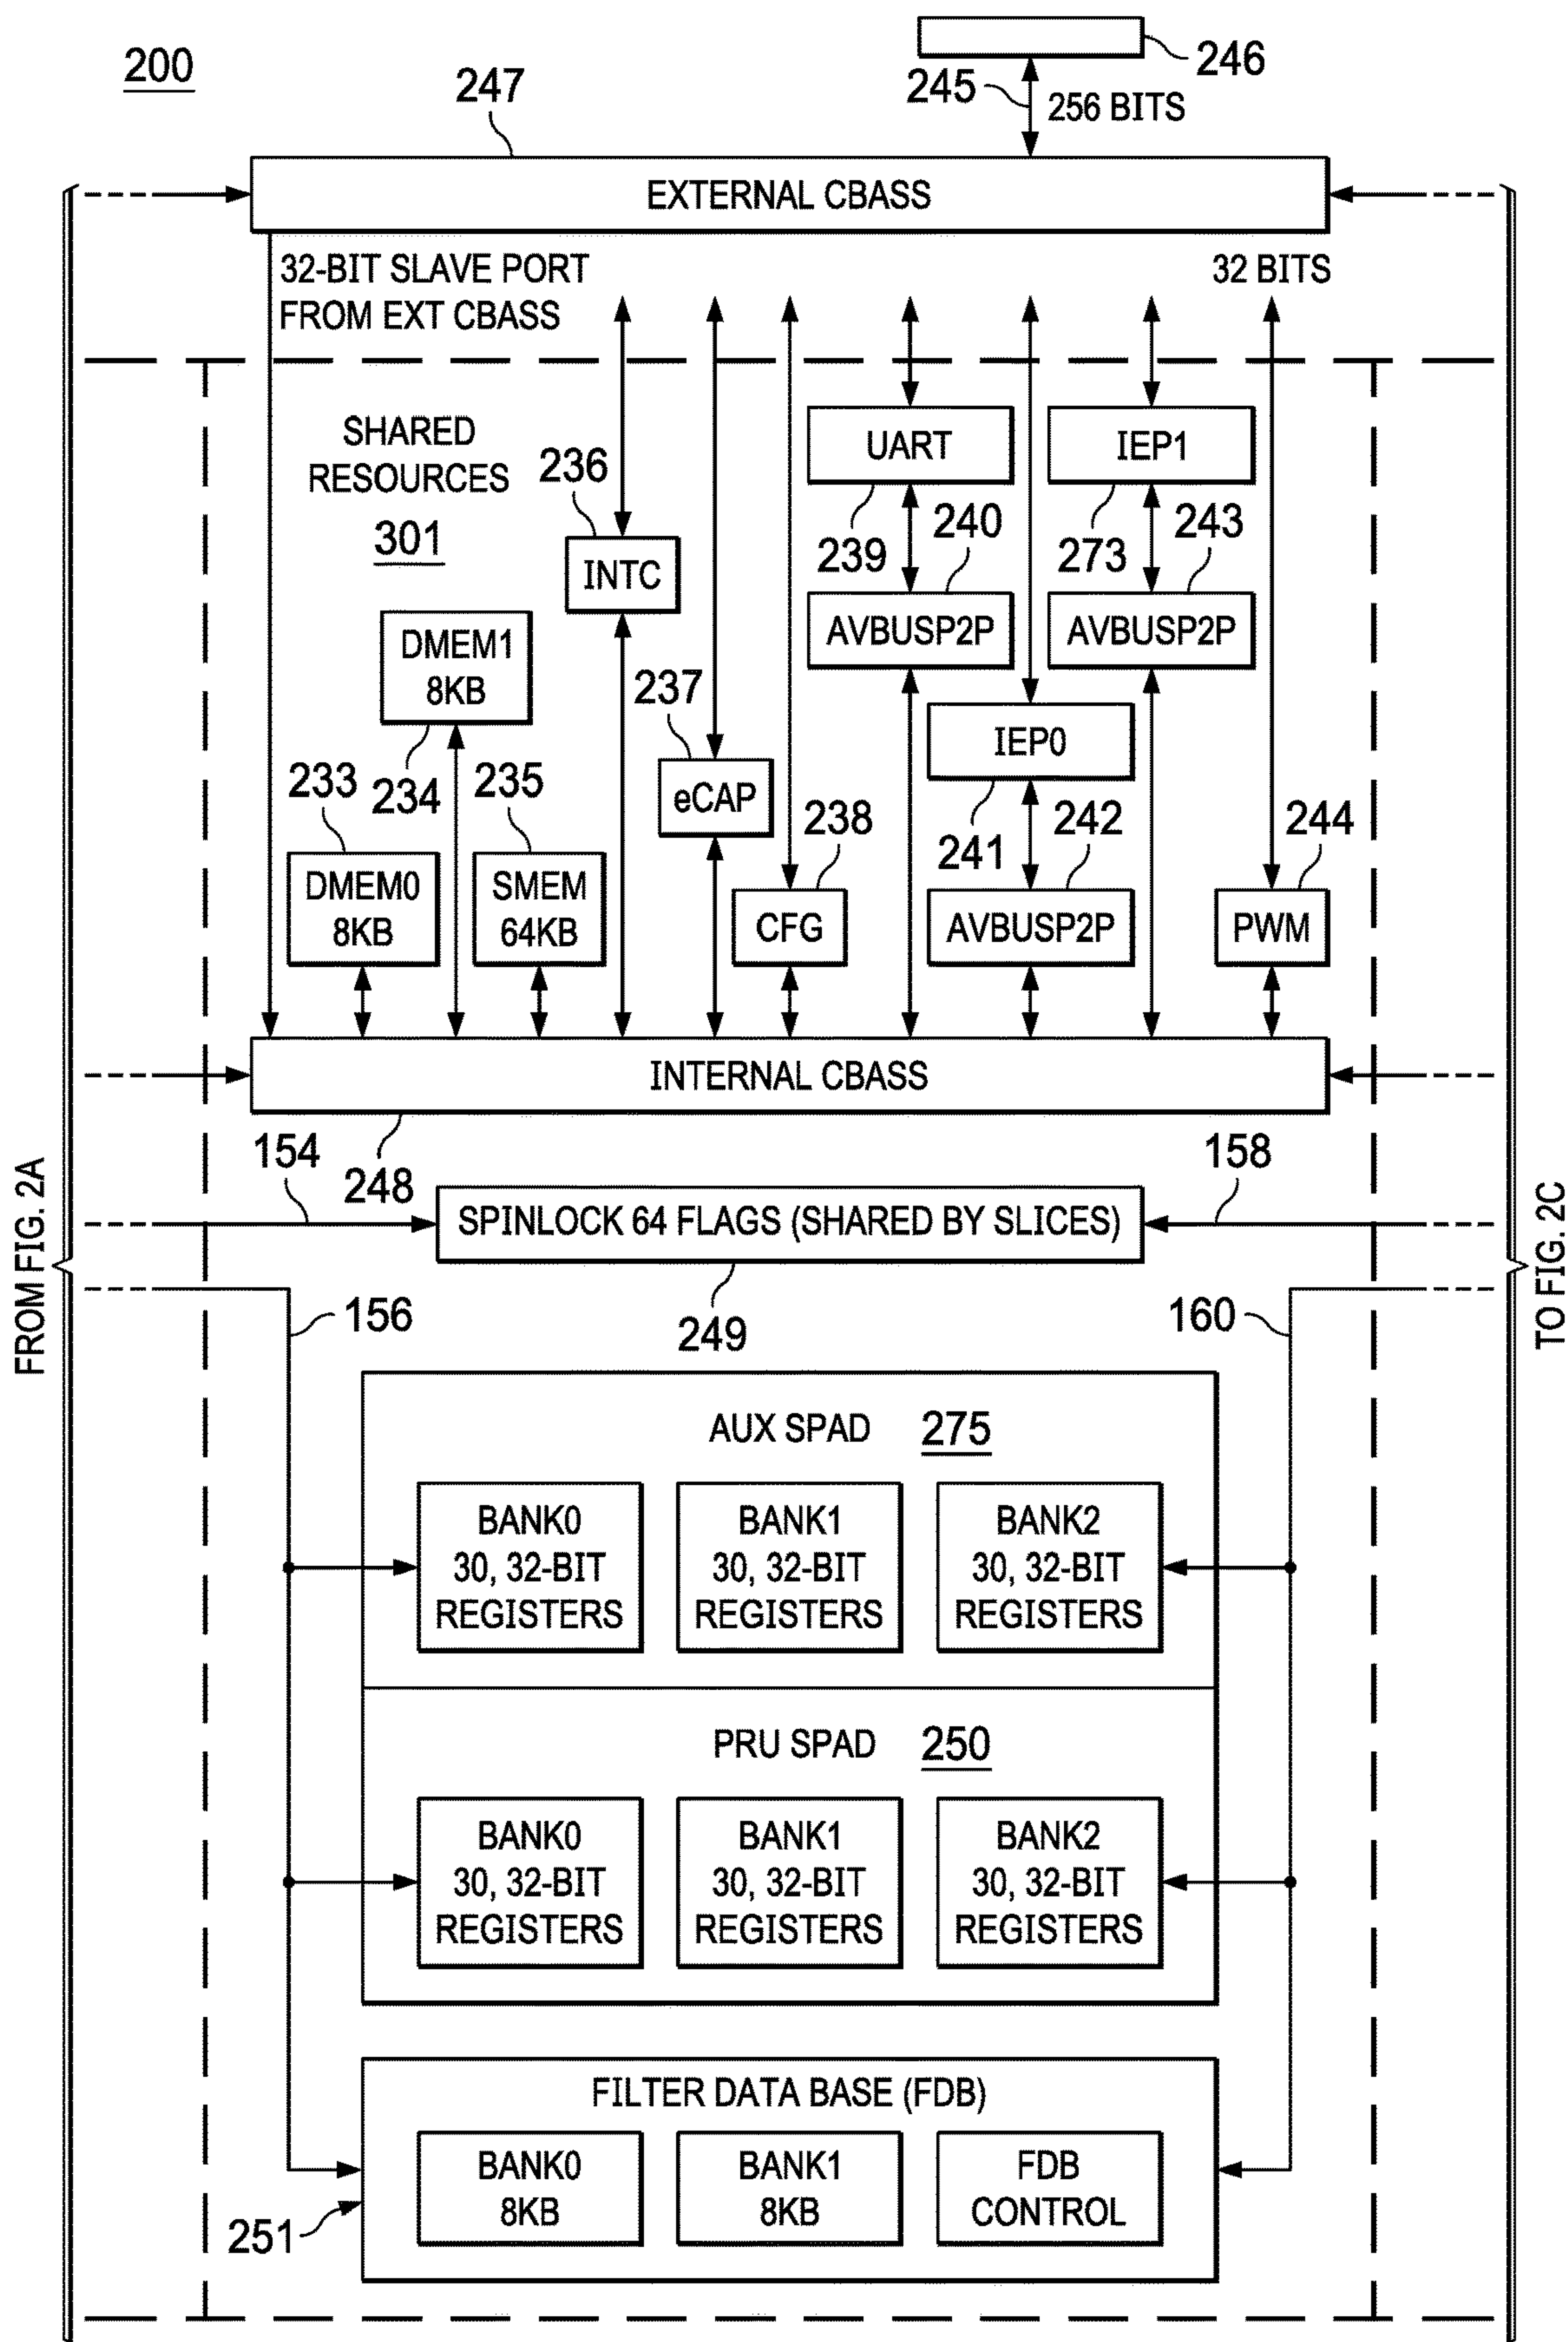 200
246
245
256 BITS
247
EXTERNAL CBASS
32-BIT SLAVE PORT
FROM EXT CBASS
32 BITS
SHARED
RESOURCES
301
236
INTC
UART
239
240
AVBUSP2P
IEP1
273
243
AVBUSP2P
DMEM1
8KB
234
237
eCAP
IEP0
241
242
AVBUSP2P
233
DMEM0
8KB
235
SMEM
64KB
238
CFG
244
PWM
INTERNAL CBASS
248
154
158
SPINLOCK 64 FLAGS (SHARED BY SLICES)
249
FROM FIG. 2A
TO FIG. 2C
156
160
AUX SPAD 275
BANK0
30, 32-BIT
REGISTERS
BANK1
30, 32-BIT
REGISTERS
BANK2
30, 32-BIT
REGISTERS
PRU SPAD 250
BANK0
30, 32-BIT
REGISTERS
BANK1
30, 32-BIT
REGISTERS
BANK2
30, 32-BIT
REGISTERS
FILTER DATA BASE (FDB)
BANK0
8KB
BANK1
8KB
FDB
CONTROL
251